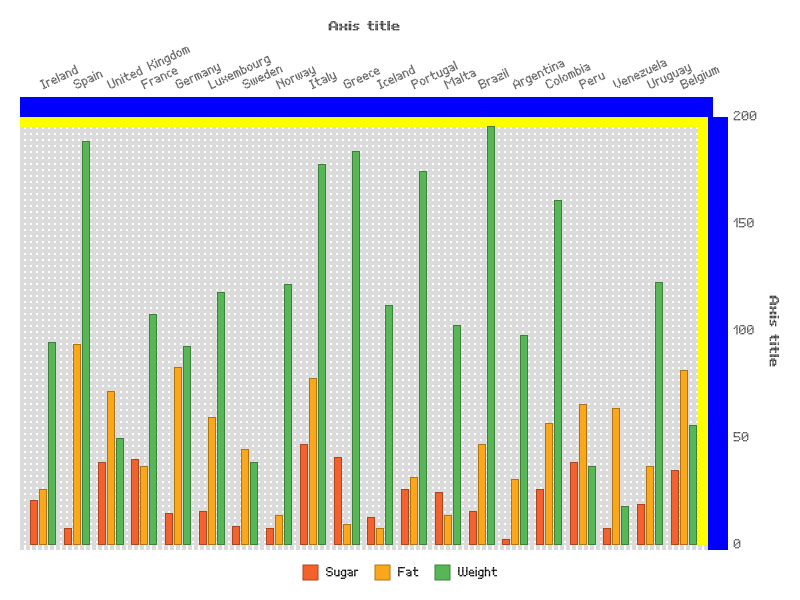 Axis title
Ireland
Spain
United Kingdom
France
Germany
Luxembourg
Sweden
Norway
Italy
Greece
Iceland
Portugal
Malta
Brazil
Argentina
Colombia
Peru
Venezuela
Uruguay
Belgium
200
150
100
50
0
Axis title
Sugar Fat Weight